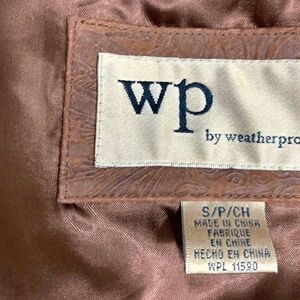 wp
by weatherpro
S/P/CH
MADE IN CHINA
FABRIQUE
EN CHINE
HECHO EN CHINA
WPL 11590